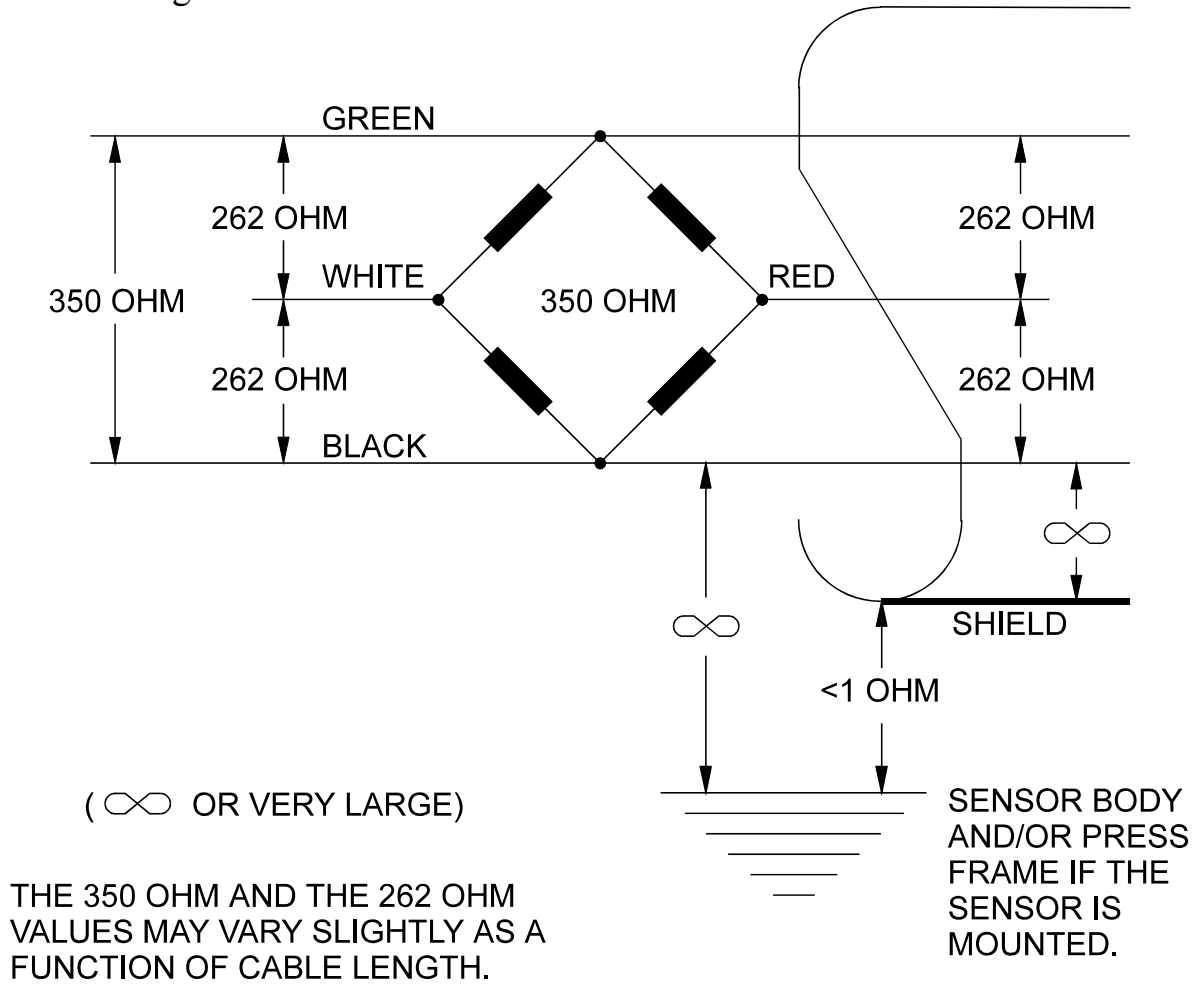 GREEN
262 OHM
262 OHM
WHITE
RED
350 OHM
350 OHM
262 OHM
262 OHM
BLACK
∞
SHIELD
∞
<1 OHM
( ∞ OR VERY LARGE)
SENSOR BODY
AND/OR PRESS
FRAME IF THE
SENSOR IS
MOUNTED.
THE 350 OHM AND THE 262 OHM
VALUES MAY VARY SLIGHTLY AS A
FUNCTION OF CABLE LENGTH.